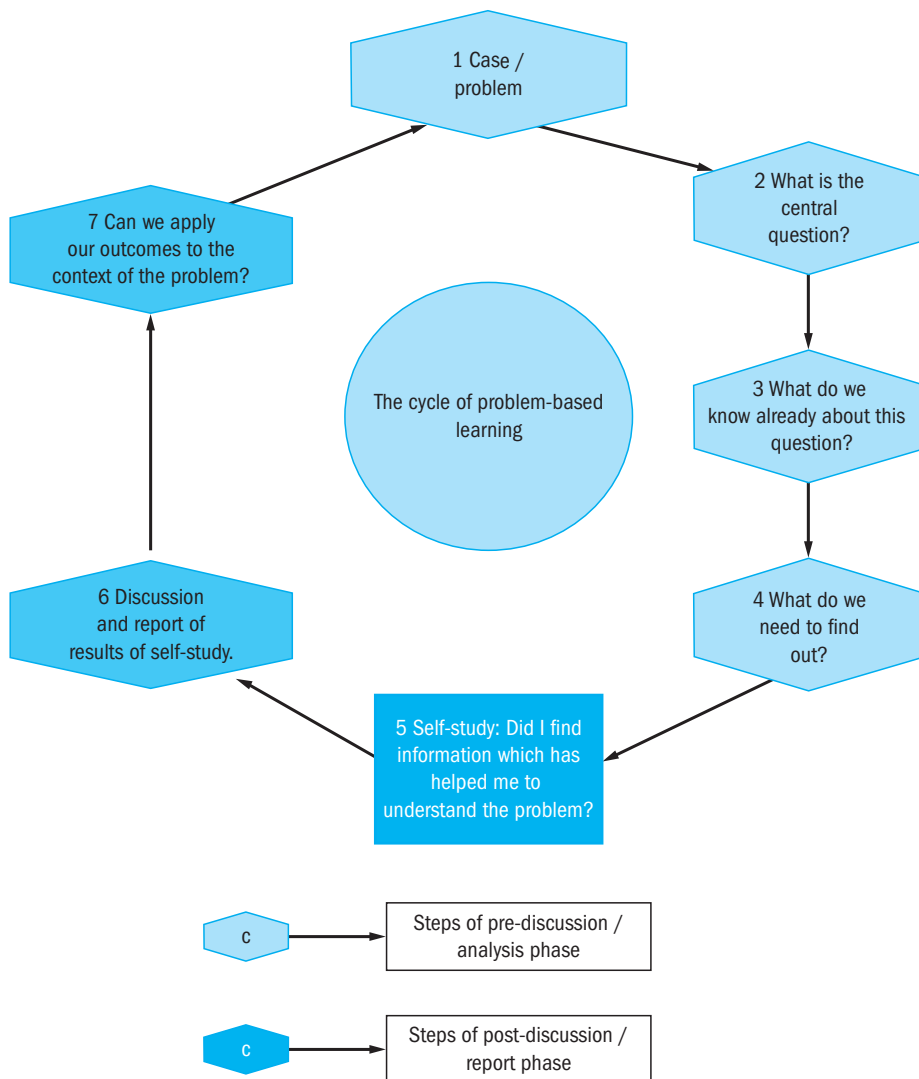 1 Case /
problem
2 What is the
central
question?
3 What do we
know already about this
question?
4 What do we
need to find
out?
5 Self-study: Did I find
information which has
helped me to
understand the problem?
6 Discussion
and report of
results of self-study.
7 Can we apply
our outcomes to the
context of the problem?
The cycle of problem-based
learning
c
Steps of pre-discussion /
analysis phase
c
Steps of post-discussion /
report phase